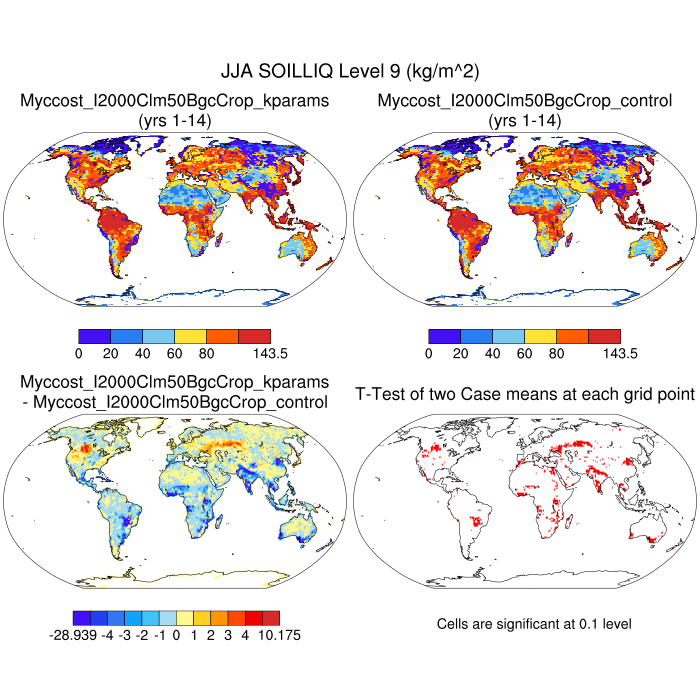 JJA SOILLIQ Level 9 (kg/m^2)
Myccost_I2000Clm50BgcCrop_kparams
(yrs 1-14)
Myccost_I2000Clm50BgcCrop_control
(yrs 1-14)
0 20 40 60 80 143.5
0 20 40 60 80 143.5
Myccost_I2000Clm50BgcCrop_kparams
- Myccost_I2000Clm50BgcCrop_control
T-Test of two Case means at each grid point
-28.939 -4 -3 -2 -1 0 1 2 3 4 10.175
Cells are significant at 0.1 level